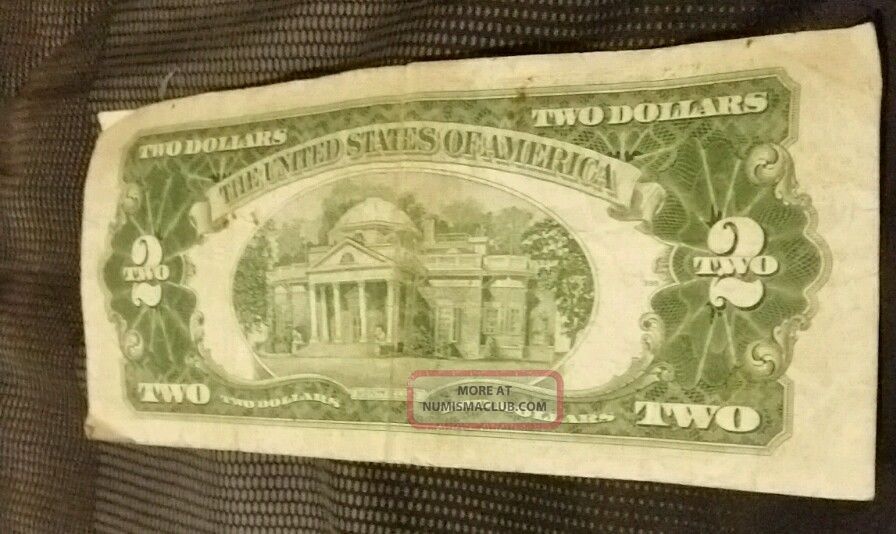 TWO DOLLARS
TWO DOLLARS
THE UNITED STATES OF AMERICA
2
TWO
2
TWO
TWO
TWO DOLLARS
TWO
MORE AT
NUMISMACLUB.COM